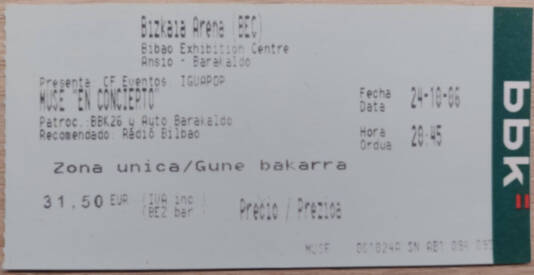 Bizkaia Arena (BEC)
Bibao Exhibition Centre
Ansio - Barakaldo
Presenta CF Eventos IGUAPOP
MUSE "EN CONCIERTO"
Patroc.:BBK26 y Auto Barakaldo
Recomendado: Radio Bilbao
Fecha
Data
24-10-06
Hora
Ordua
20:45
Zona unica/Gune bakarra
31.50 EUR (IVA inc) (BEZ bar)
Precio / Prezioa
MUSE
bbk